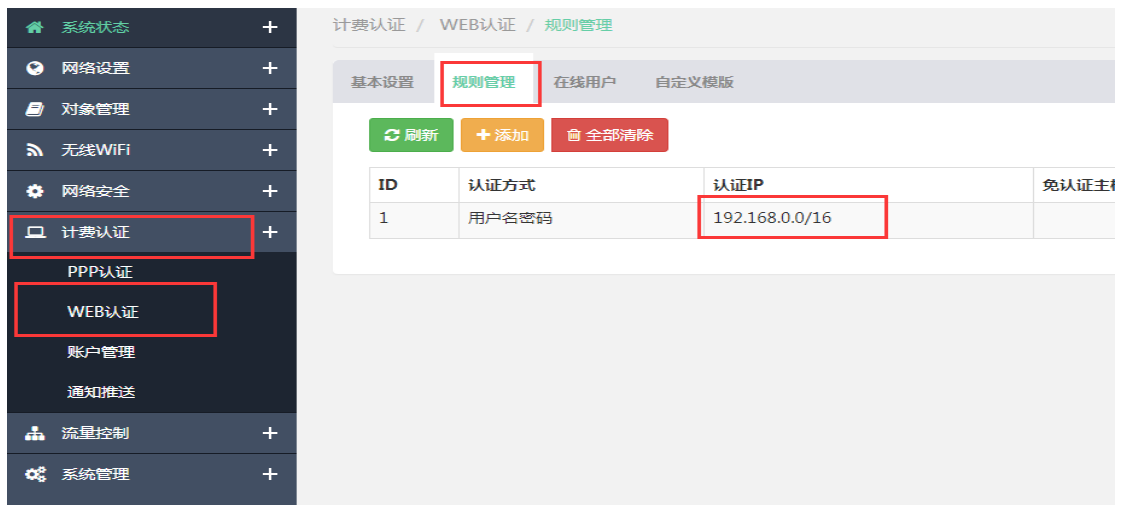 系统状态
网络设置
对象管理
无线WiFi
网络安全
计费认证
PPP认证
WEB认证
账户管理
通知推送
流量控制
系统管理
计费认证 / WEB认证 / 规则管理
基本设置 规则管理 在线用户 自定义模版
刷新 添加 全部清除
ID 认证方式 认证IP 免认证主
1 用户名密码 192.168.0.0/16